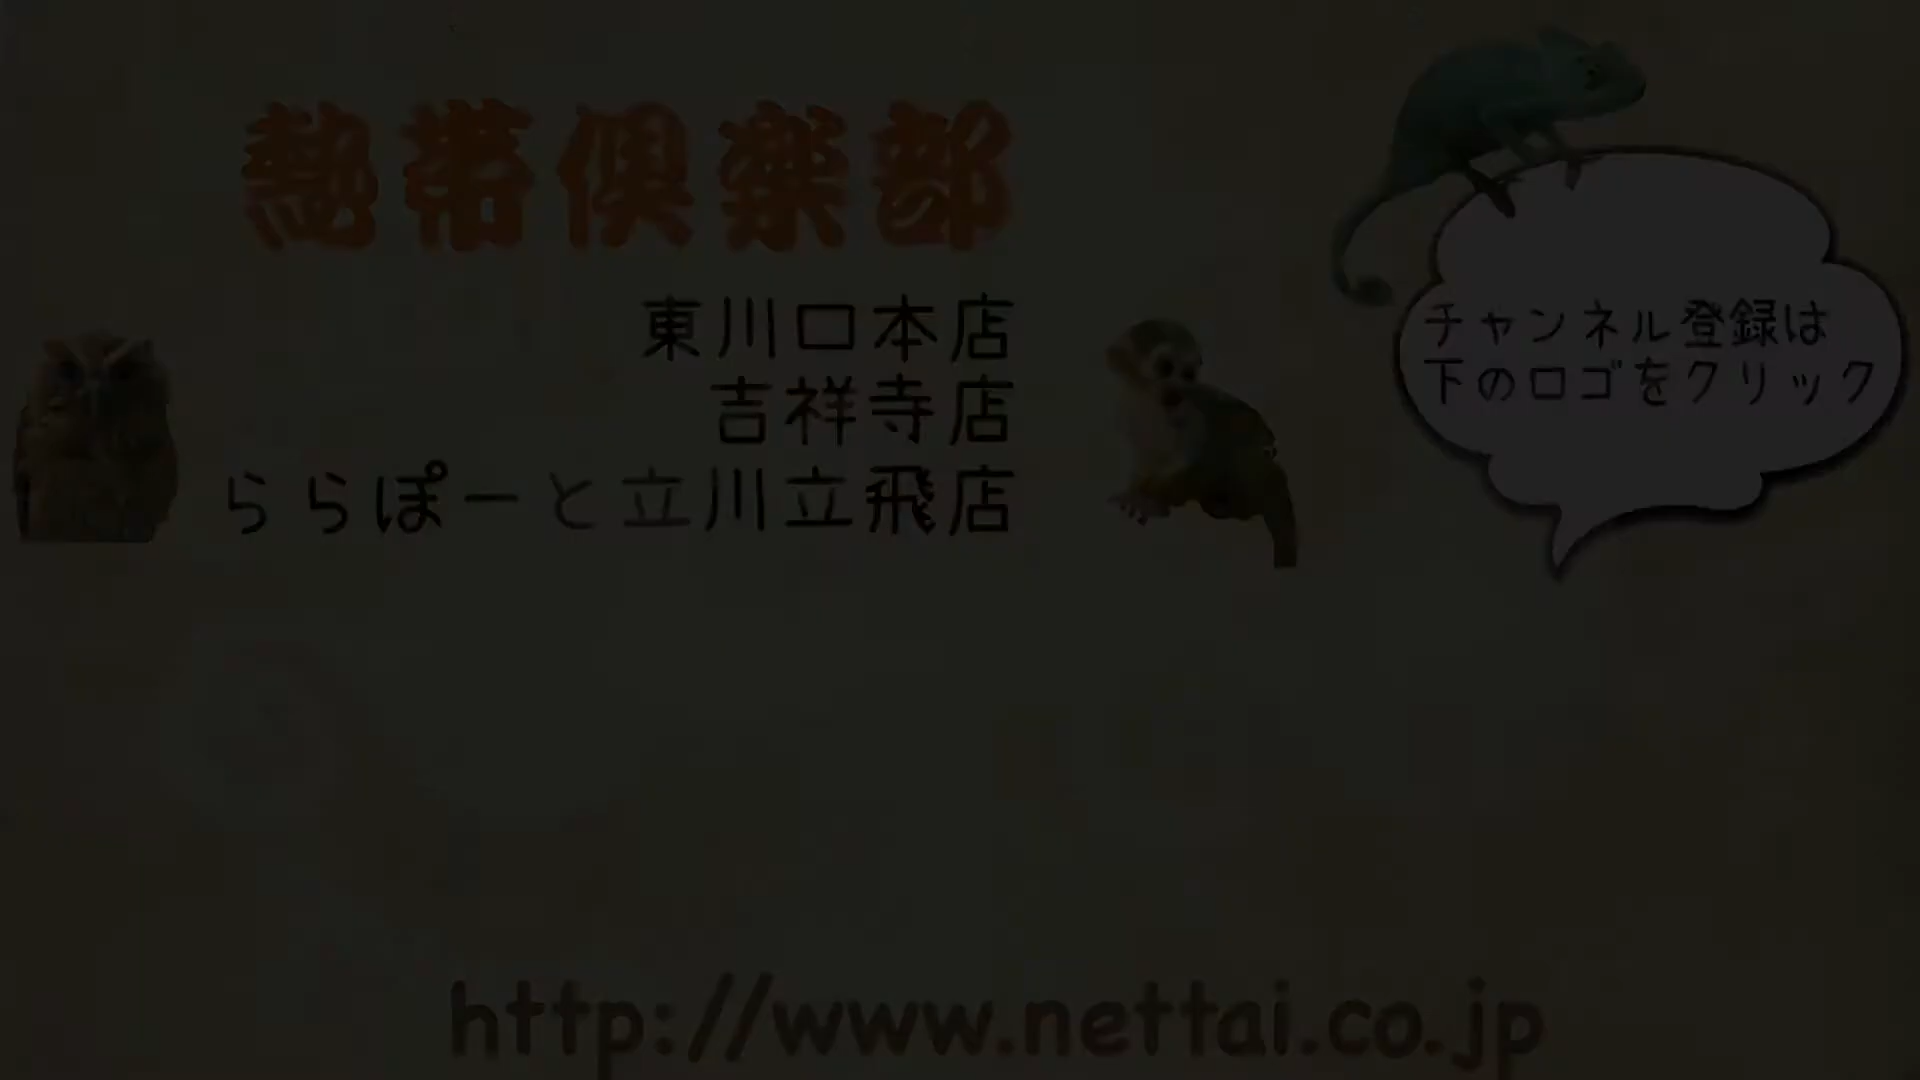 熱帯倶楽部
東川口本店
吉祥寺店
ららぽーと立川立飛店
チャンネル登録は
下のロゴをクリック
http://www.nettai.co.jp